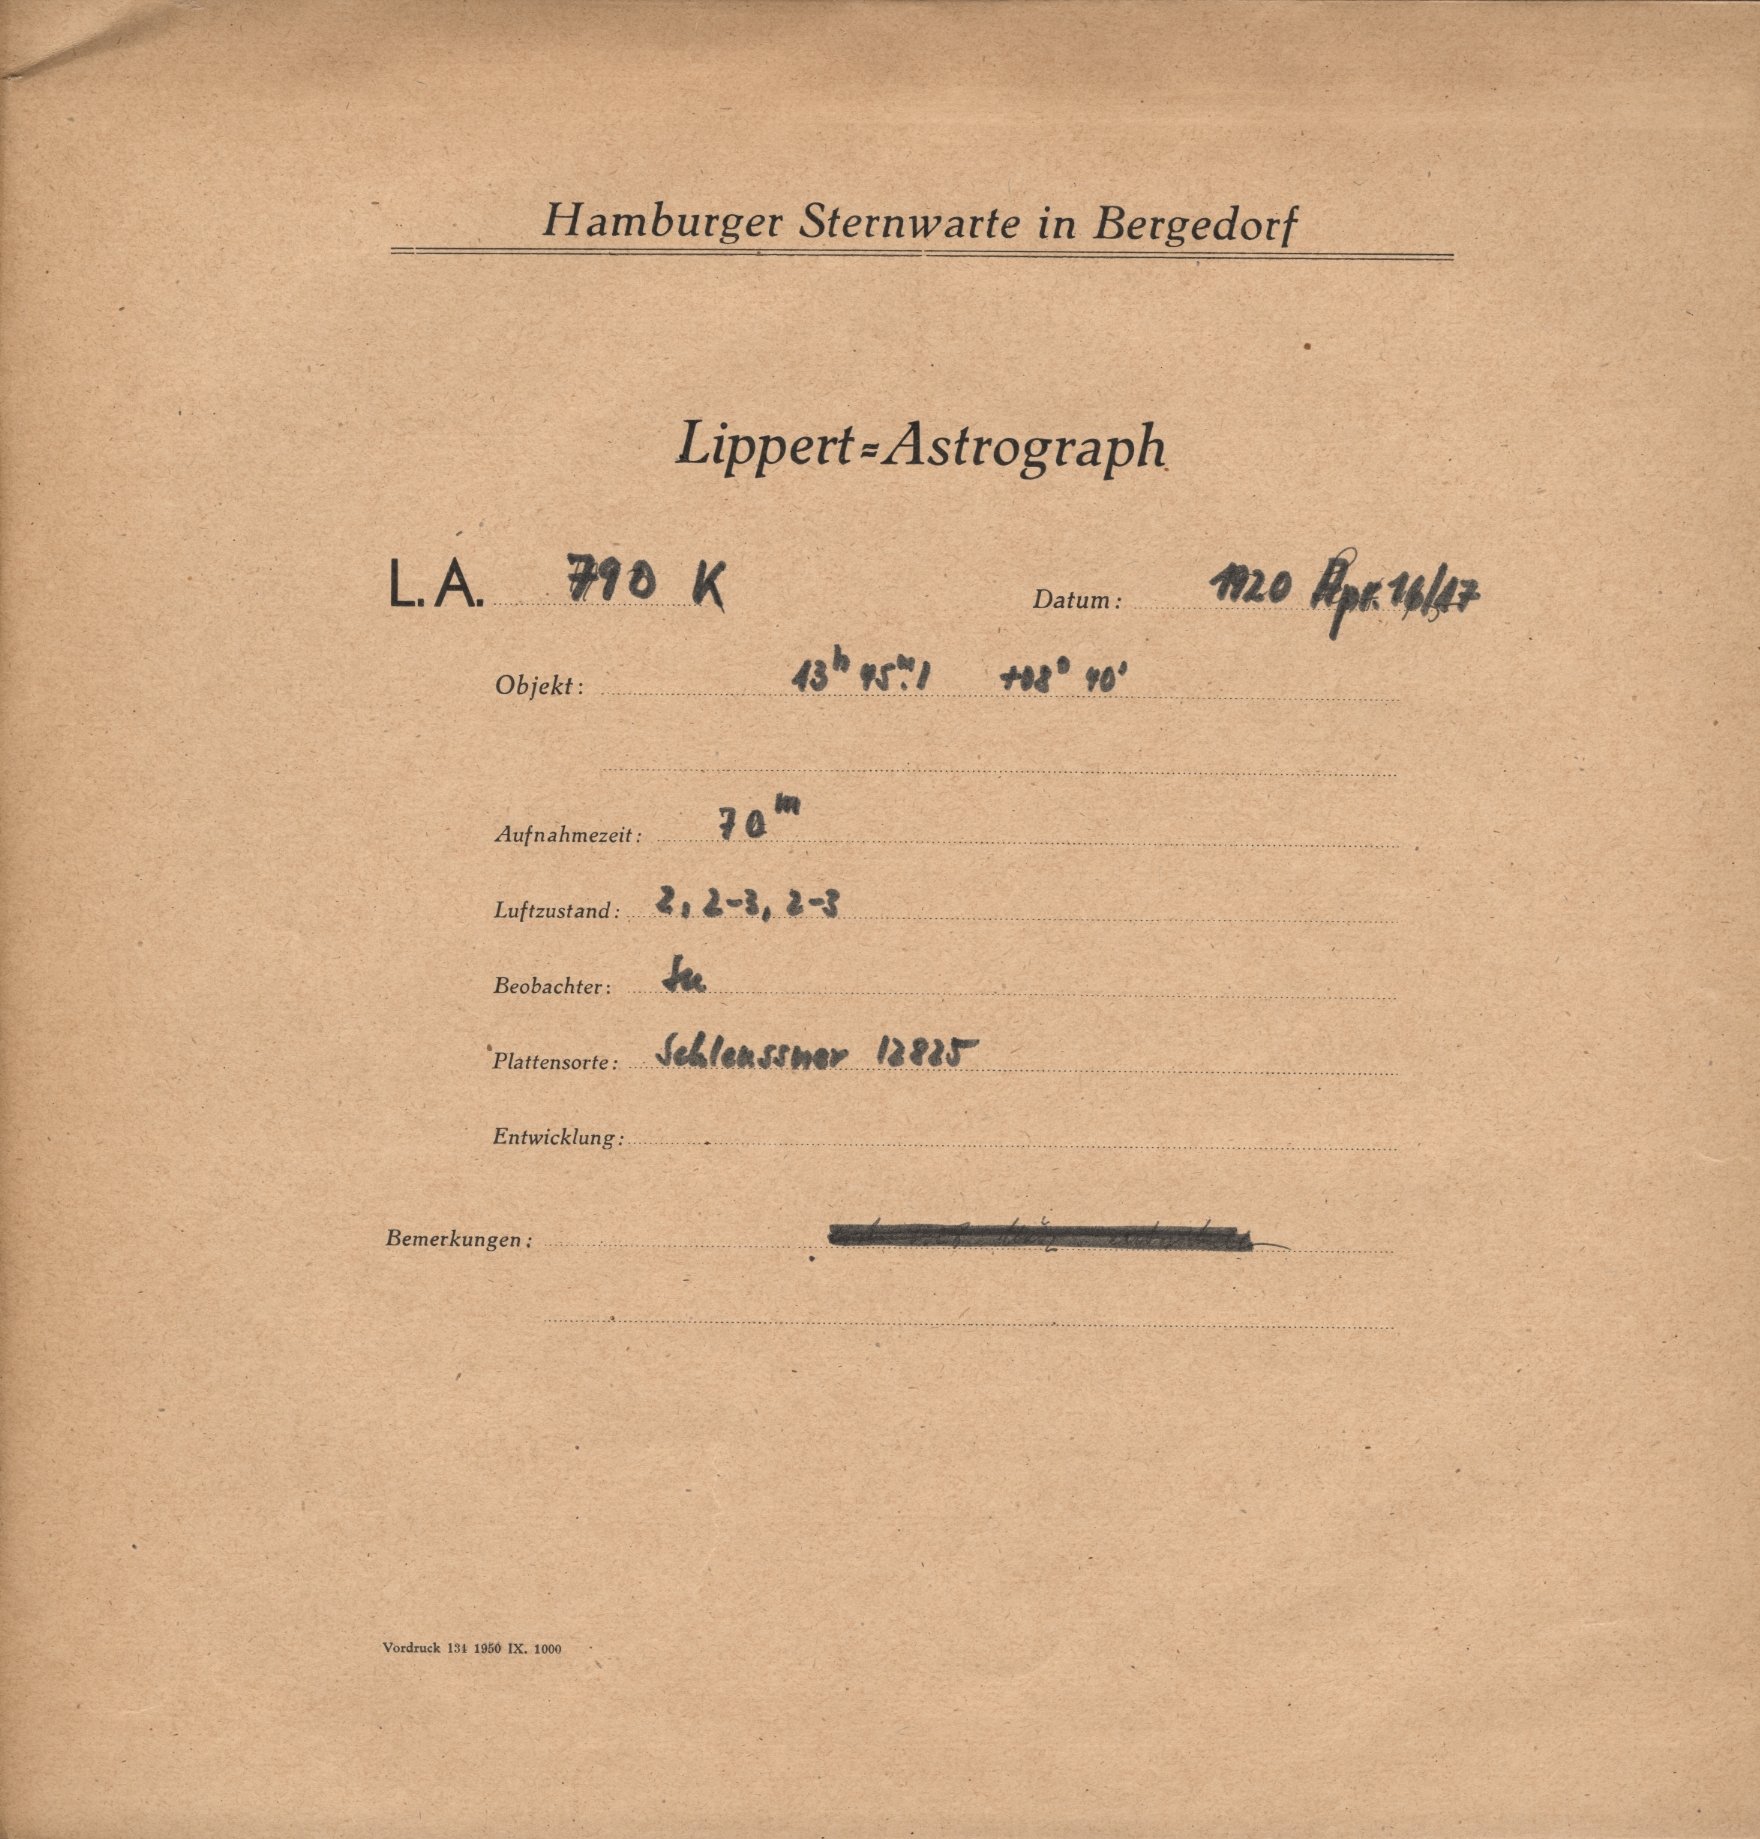 Hamburger Sternwarte in Bergedorf
Lippert=Astrograph
L.A. 790 K Datum: 1920 Apr. 16/17
Objekt: 13h 45m.1 +08° 40'
Aufnahmezeit: 70m
Luftzustand: 2, 2-3, 2-3
Beobachter:
Plattensorte: Schleussner 12825
Entwicklung:
Bemerkungen:
Vordruck 134 1950 IX. 1000